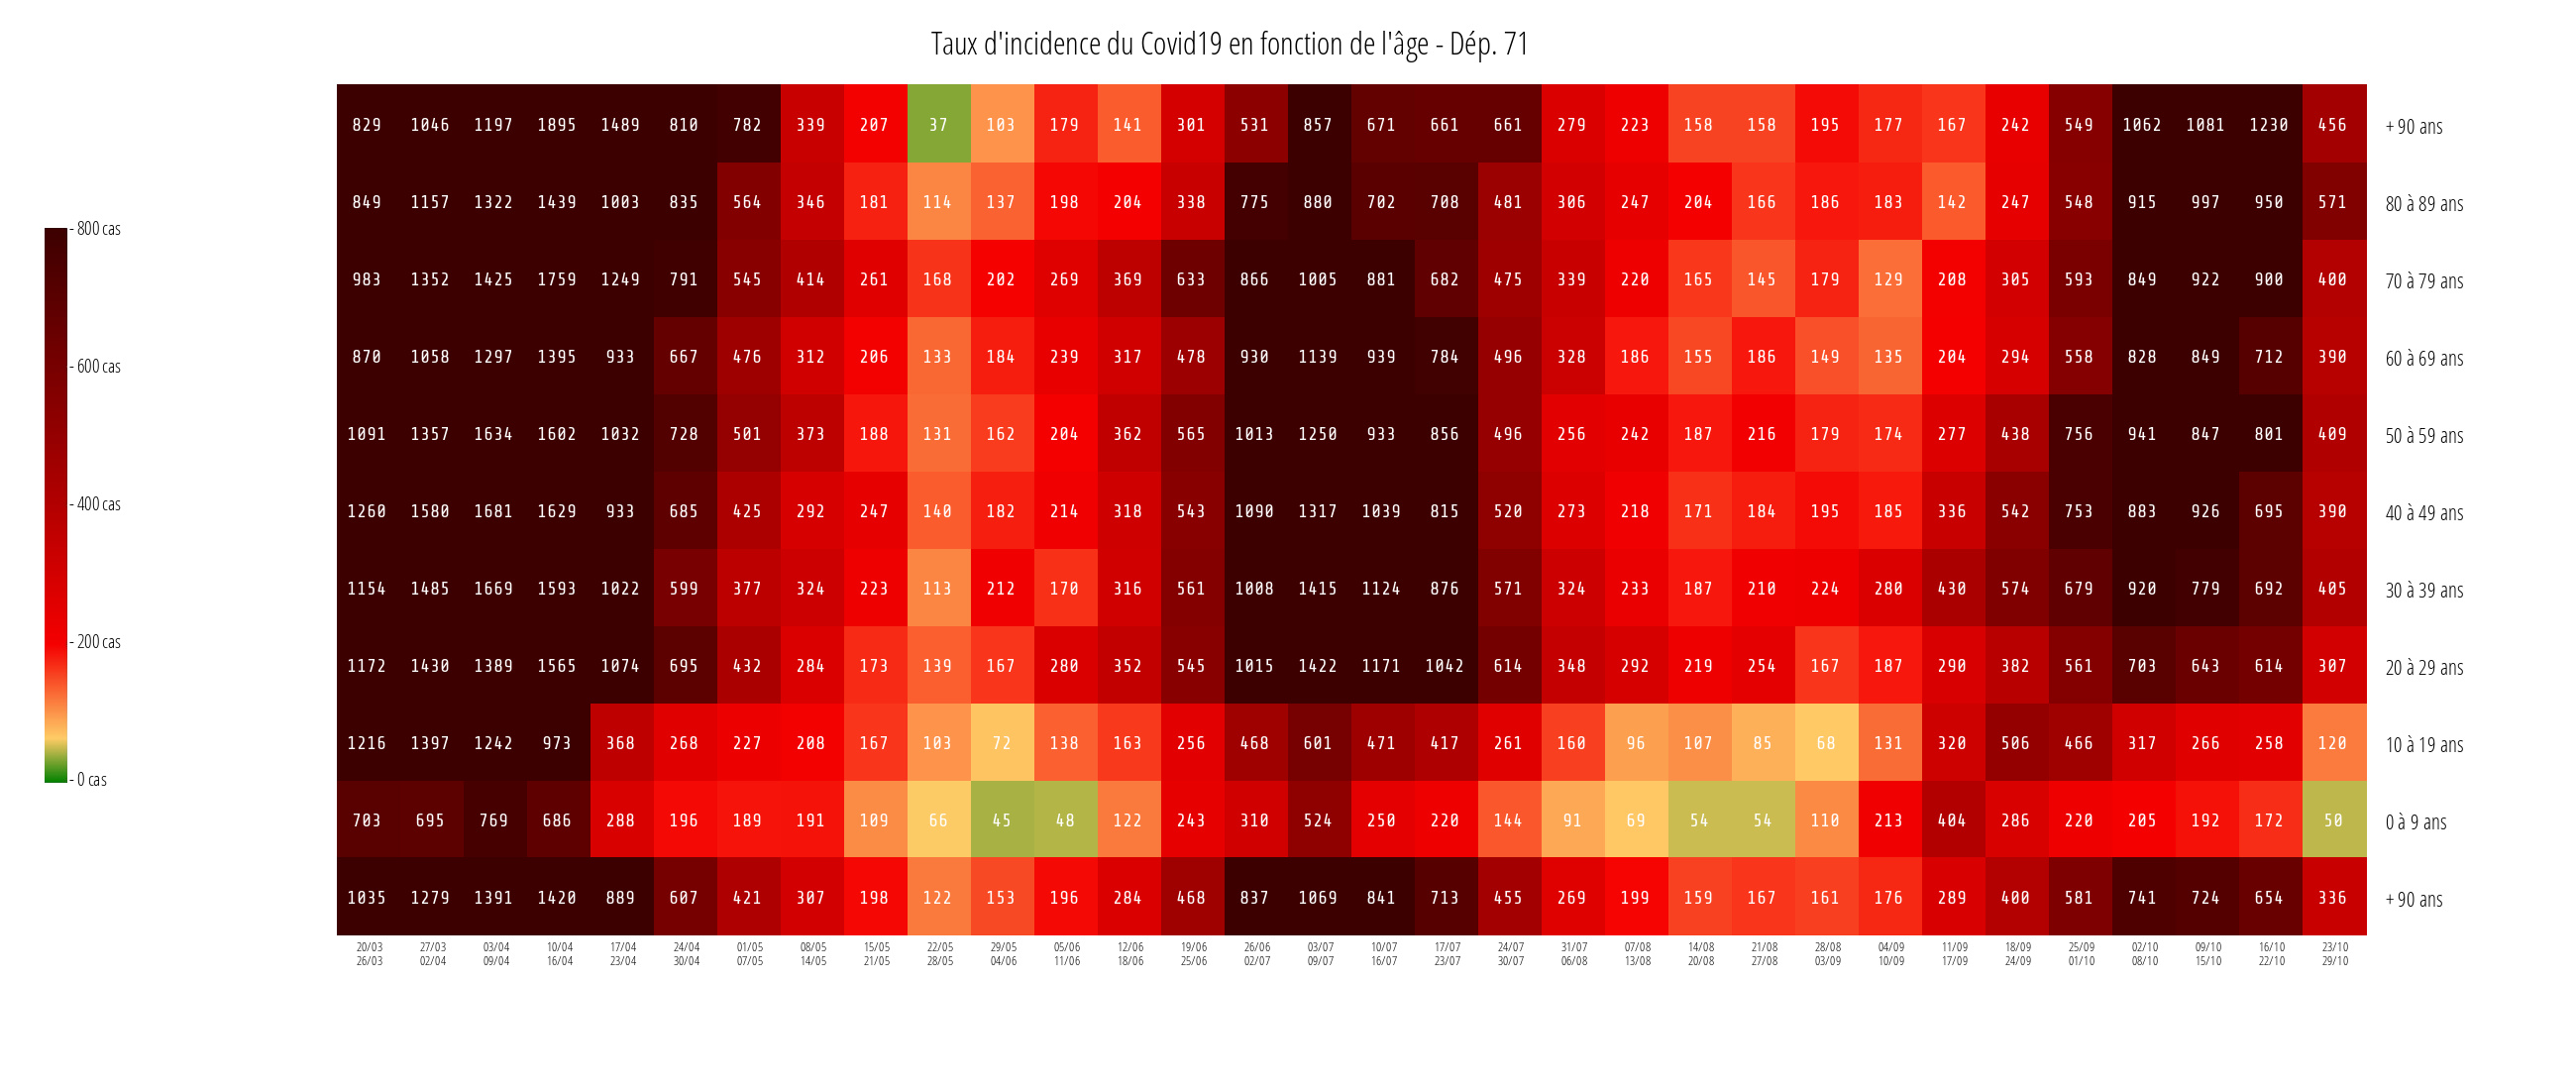 Taux d'incidence du Covid19 en fonction de l'âge - Dép. 71
- 800 cas
- 600 cas
- 400 cas
- 200 cas
- 0 cas
829 1046 1197 1895 1489 810 782 339 207 37 103 179 141 301 531 857 671 661 661 279 223 158 158 195 177 167 242 549 1062 1081 1230 456 + 90 ans
849 1157 1322 1439 1003 835 564 346 181 114 137 198 204 338 775 880 702 708 481 306 247 204 166 186 183 142 247 548 915 997 950 571 80 à 89 ans
983 1352 1425 1759 1249 791 545 414 261 168 202 269 369 633 866 1005 881 682 475 339 220 165 145 179 129 208 305 593 849 922 900 400 70 à 79 ans
870 1058 1297 1395 933 667 476 312 206 133 184 239 317 478 930 1139 939 784 496 328 186 155 186 149 135 204 294 558 828 849 712 390 60 à 69 ans
1091 1357 1634 1602 1032 728 501 373 188 131 162 204 362 565 1013 1250 933 856 496 256 242 187 216 179 174 277 438 756 941 847 801 409 50 à 59 ans
1260 1580 1681 1629 933 685 425 292 247 140 182 214 318 543 1090 1317 1039 815 520 273 218 171 184 195 185 336 542 753 883 926 695 390 40 à 49 ans
1154 1485 1669 1593 1022 599 377 324 223 113 212 170 316 561 1008 1415 1124 876 571 324 233 187 210 224 280 430 574 679 920 779 692 405 30 à 39 ans
1172 1430 1389 1565 1074 695 432 284 173 139 167 280 352 545 1015 1422 1171 1042 614 348 292 219 254 167 187 290 382 561 703 643 614 307 20 à 29 ans
1216 1397 1242 973 368 268 227 208 167 103 72 138 163 256 468 601 471 417 261 160 96 107 85 68 131 320 506 466 317 266 258 120 10 à 19 ans
703 695 769 686 288 196 189 191 109 66 45 48 122 243 310 524 250 220 144 91 69 54 54 110 213 404 286 220 205 192 172 50 0 à 9 ans
1035 1279 1391 1420 889 607 421 307 198 122 153 196 284 468 837 1069 841 713 455 269 199 159 167 161 176 289 400 581 741 724 654 336 + 90 ans
20/03 27/03 03/04 10/04 17/04 24/04 01/05 08/05 15/05 22/05 29/05 05/06 12/06 19/06 26/06 03/07 10/07 17/07 24/07 31/07 07/08 14/08 21/08 28/08 04/09 11/09 18/09 25/09 02/10 09/10 16/10 23/10
26/03 02/04 09/04 16/04 23/04 30/04 07/05 14/05 21/05 28/05 04/06 11/06 18/06 25/06 02/07 09/07 16/07 23/07 30/07 06/08 13/08 20/08 27/08 03/09 10/09 17/09 24/09 01/10 08/10 15/10 22/10 29/10